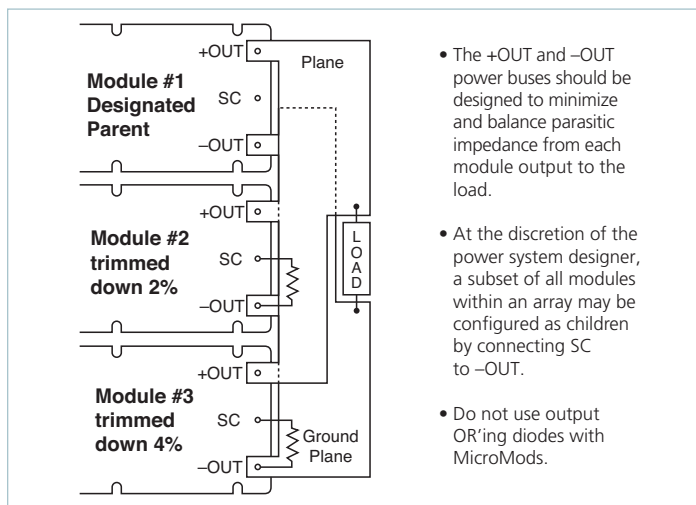 +OUT
Plane
Module #1
Designated
Parent
SC
–OUT
+OUT
Module #2
trimmed
down 2%
SC
–OUT
LOAD
+OUT
Module #3
trimmed
down 4%
SC
Ground
Plane
–OUT
• The +OUT and –OUT
power buses should be
designed to minimize
and balance parasitic
impedance from each
module output to the
load.
• At the discretion of the
power system designer,
a subset of all modules
within an array may be
configured as children
by connecting SC
to –OUT.
• Do not use output
OR’ing diodes with
MicroMods.